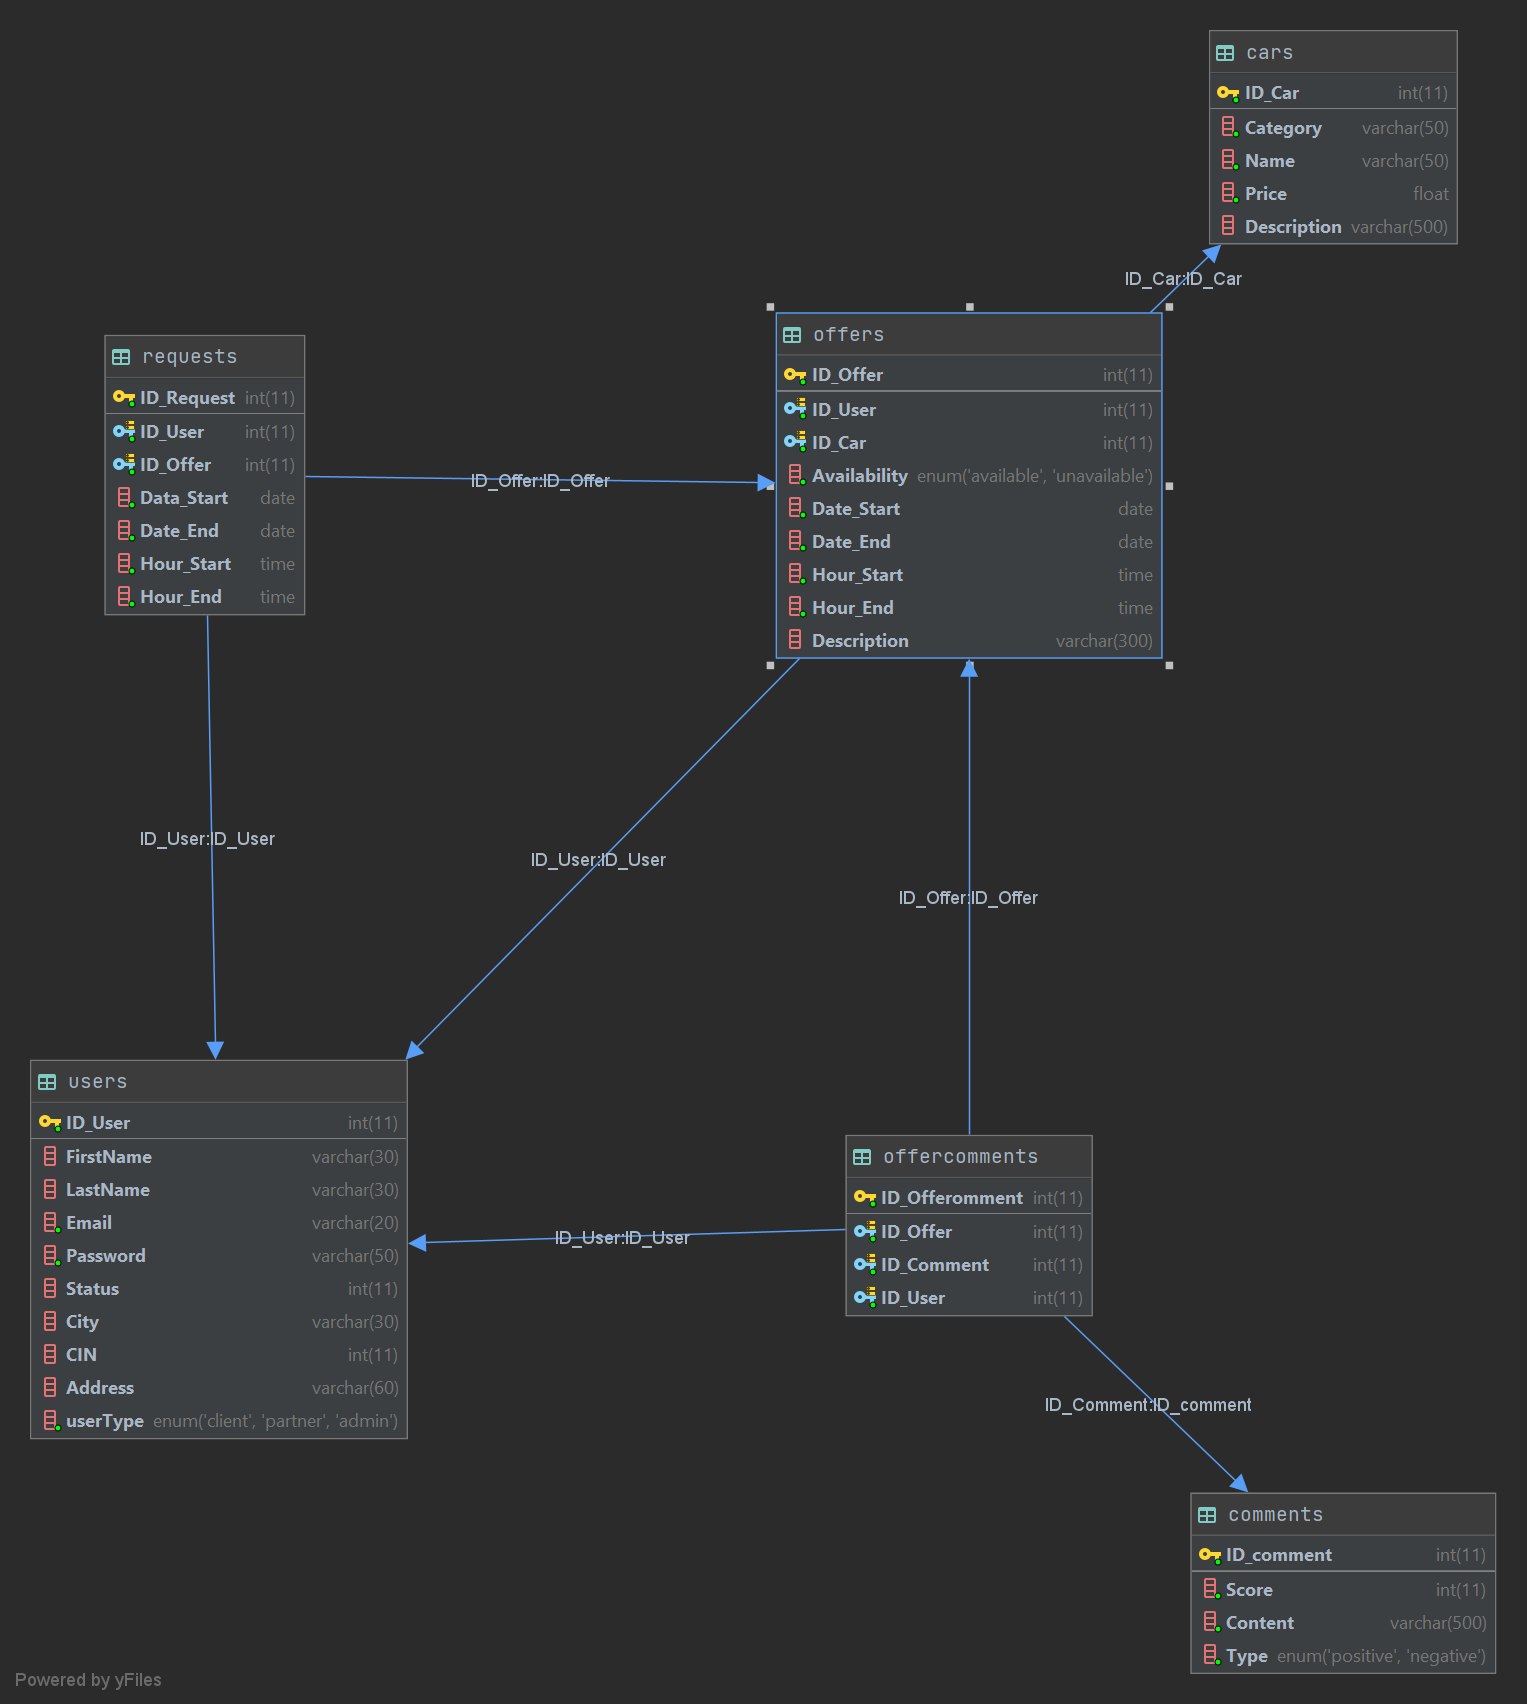 cars
ID_Car int(11)
Category varchar(50)
Name varchar(50)
Price float
Description varchar(500)
ID_Car:ID_Car
offers
ID_Offer int(11)
ID_User int(11)
ID_Car int(11)
Availability enum('available', 'unavailable')
Date_Start date
Date_End date
Hour_Start time
Hour_End time
Description varchar(300)
requests
ID_Request int(11)
ID_User int(11)
ID_Offer int(11)
Data_Start date
Date_End date
Hour_Start time
Hour_End time
ID_Offer:ID_Offer
ID_User:ID_User
ID_User:ID_User
ID_Offer:ID_Offer
users
ID_User int(11)
FirstName varchar(30)
LastName varchar(30)
Email varchar(20)
Password varchar(50)
Status int(11)
City varchar(30)
CIN int(11)
Address varchar(60)
userType enum('client', 'partner', 'admin')
ID_User:ID_User
offercomments
ID_Offeromment int(11)
ID_Offer int(11)
ID_Comment int(11)
ID_User int(11)
ID_Comment:ID_comment
comments
ID_comment int(11)
Score int(11)
Content varchar(500)
Type enum('positive', 'negative')
Powered by yFiles